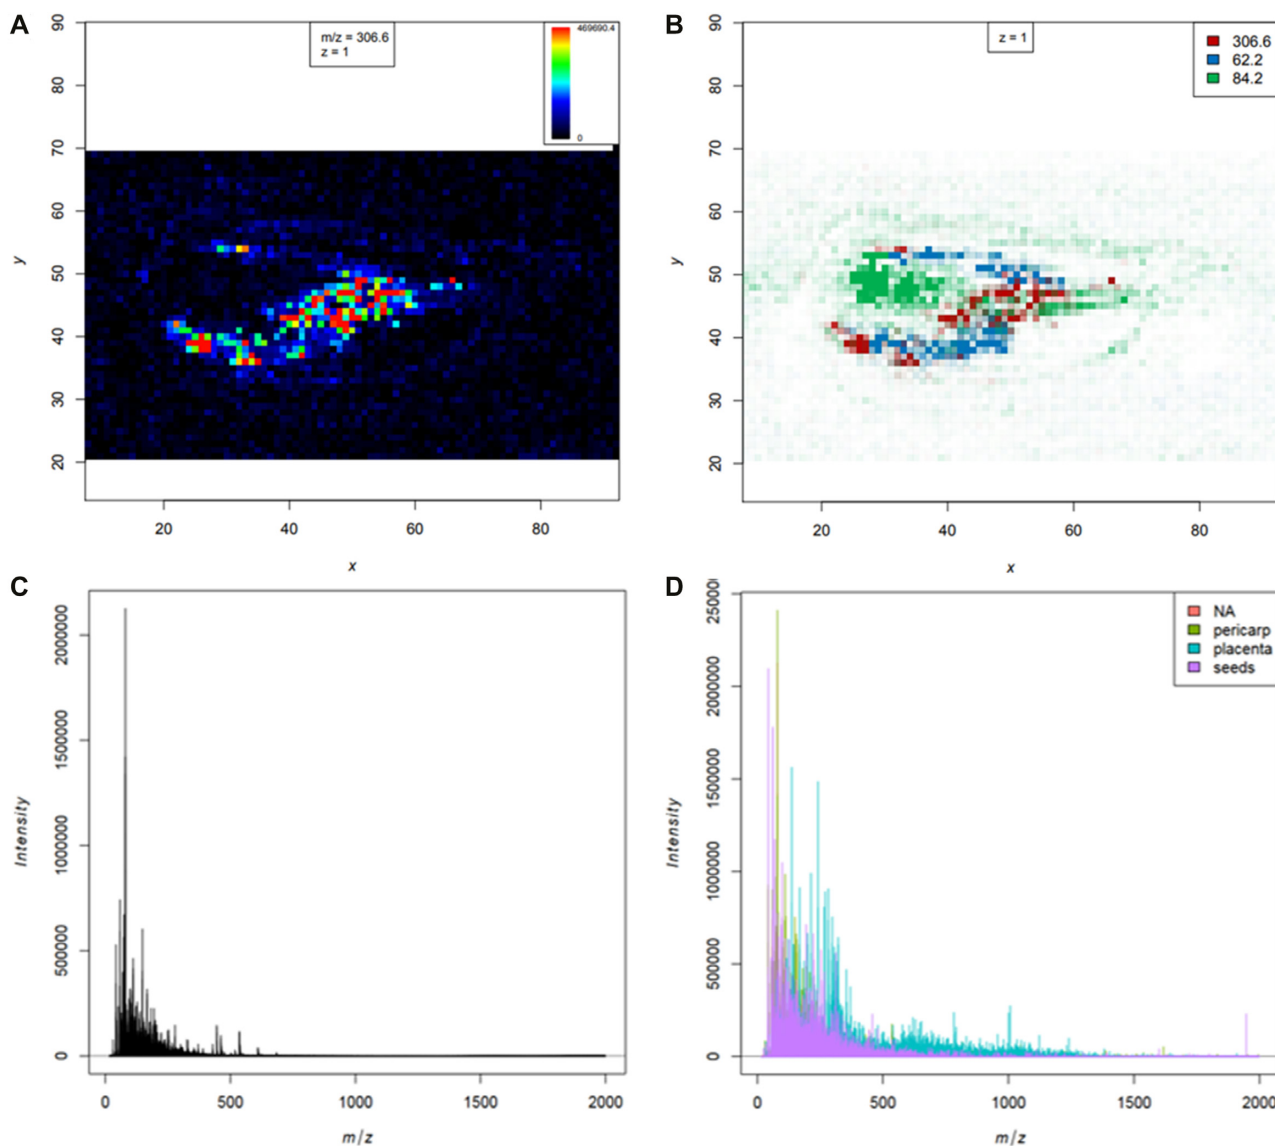 A
m/z = 306.6
z = 1
469690.4
0
90
80
70
60
50
40
30
20
y
20
40
60
80
x
B
z = 1
306.6
62.2
84.2
90
80
70
60
50
40
30
20
y
20
40
60
80
x
C
2000000
1500000
1000000
500000
0
Intensity
0
500
1000
1500
2000
m/z
D
NA
pericarp
placenta
seeds
250000
2000000
1500000
1000000
500000
0
Intensity
0
500
1000
1500
2000
m/z